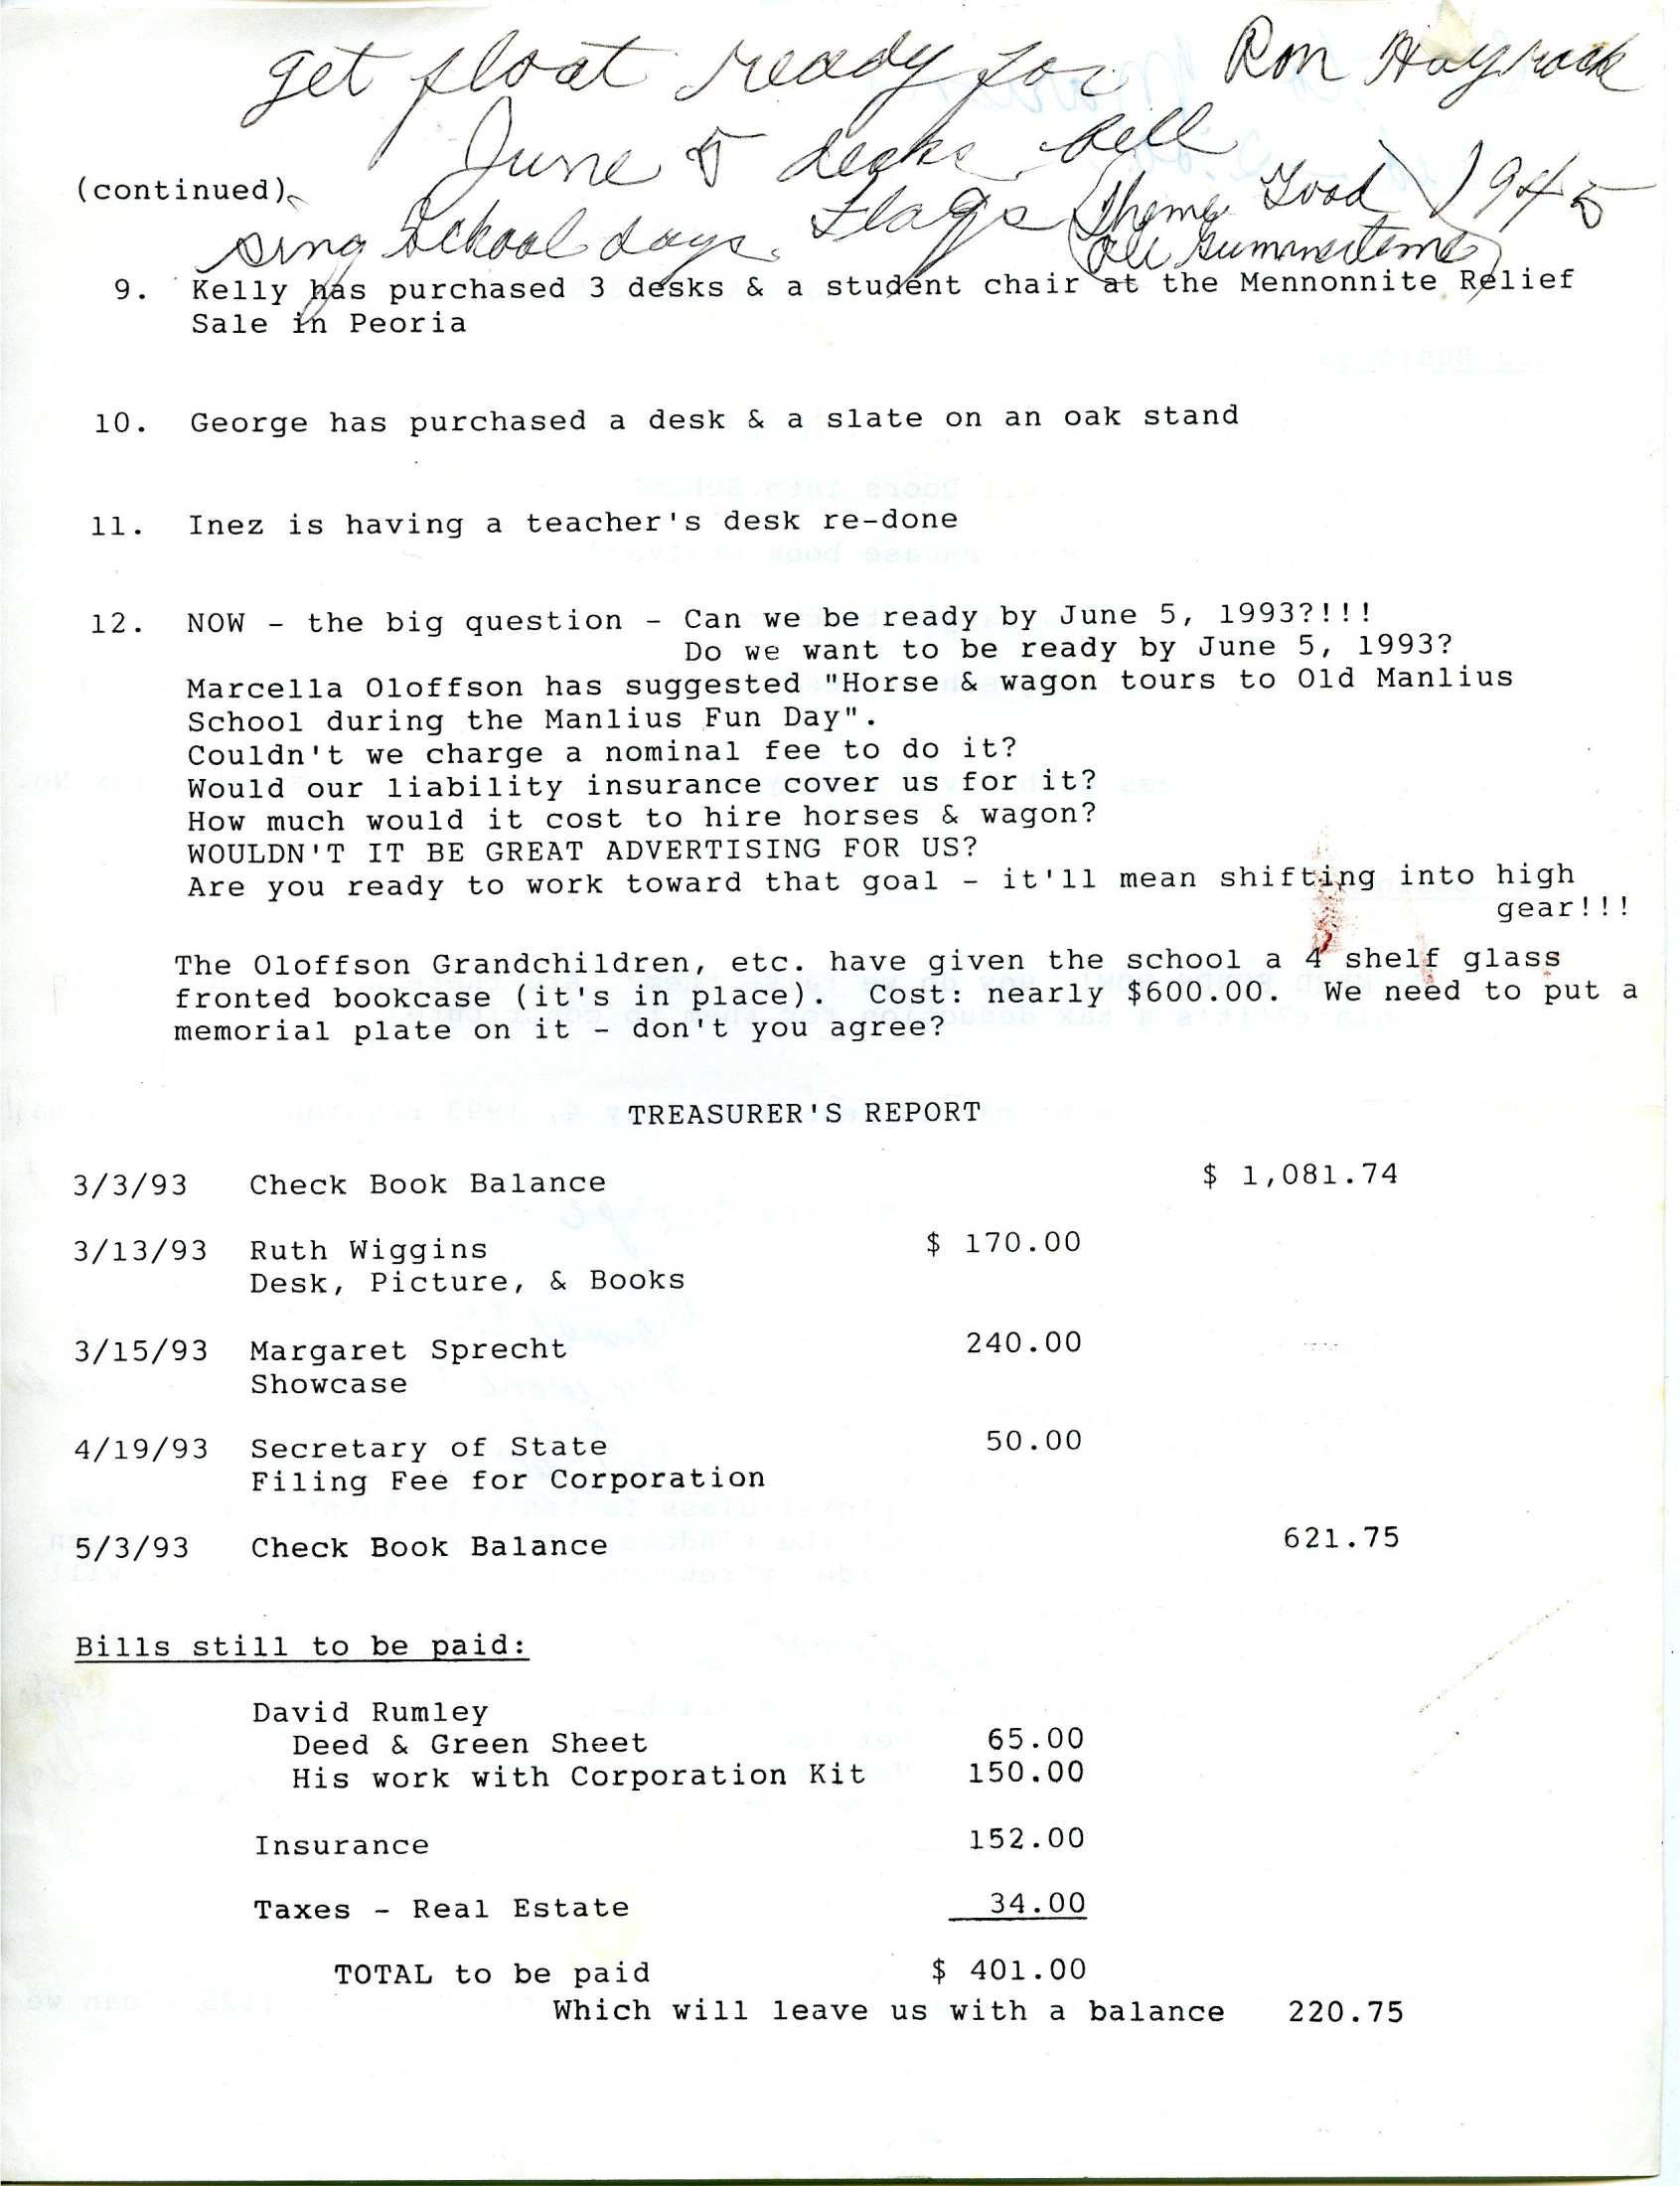 get float ready for Ron Hayrack
June 5 desks bell
(continued)
sing School days. Flags (Theme Good 1945
Ole Summertime)
9. Kelly has purchased 3 desks & a student chair at the Mennonnite Relief
Sale in Peoria
10. George has purchased a desk & a slate on an oak stand
11. Inez is having a teacher's desk re-done
12. NOW - the big question - Can we be ready by June 5, 1993?!!!
Do we want to be ready by June 5, 1993?
Marcella Oloffson has suggested "Horse & wagon tours to Old Manlius
School during the Manlius Fun Day".
Couldn't we charge a nominal fee to do it?
Would our liability insurance cover us for it?
How much would it cost to hire horses & wagon?
WOULDN'T IT BE GREAT ADVERTISING FOR US?
Are you ready to work toward that goal - it'll mean shifting into high
gear!!!
The Oloffson Grandchildren, etc. have given the school a 4 shelf glass
fronted bookcase (it's in place). Cost: nearly $600.00. We need to put a
memorial plate on it - don't you agree?
TREASURER'S REPORT
3/3/93 Check Book Balance $ 1,081.74
3/13/93 Ruth Wiggins $ 170.00
Desk, Picture, & Books
3/15/93 Margaret Sprecht 240.00
Showcase
4/19/93 Secretary of State 50.00
Filing Fee for Corporation
5/3/93 Check Book Balance 621.75
Bills still to be paid:
David Rumley
Deed & Green Sheet 65.00
His work with Corporation Kit 150.00
Insurance 152.00
Taxes - Real Estate 34.00
TOTAL to be paid $ 401.00
Which will leave us with a balance 220.75